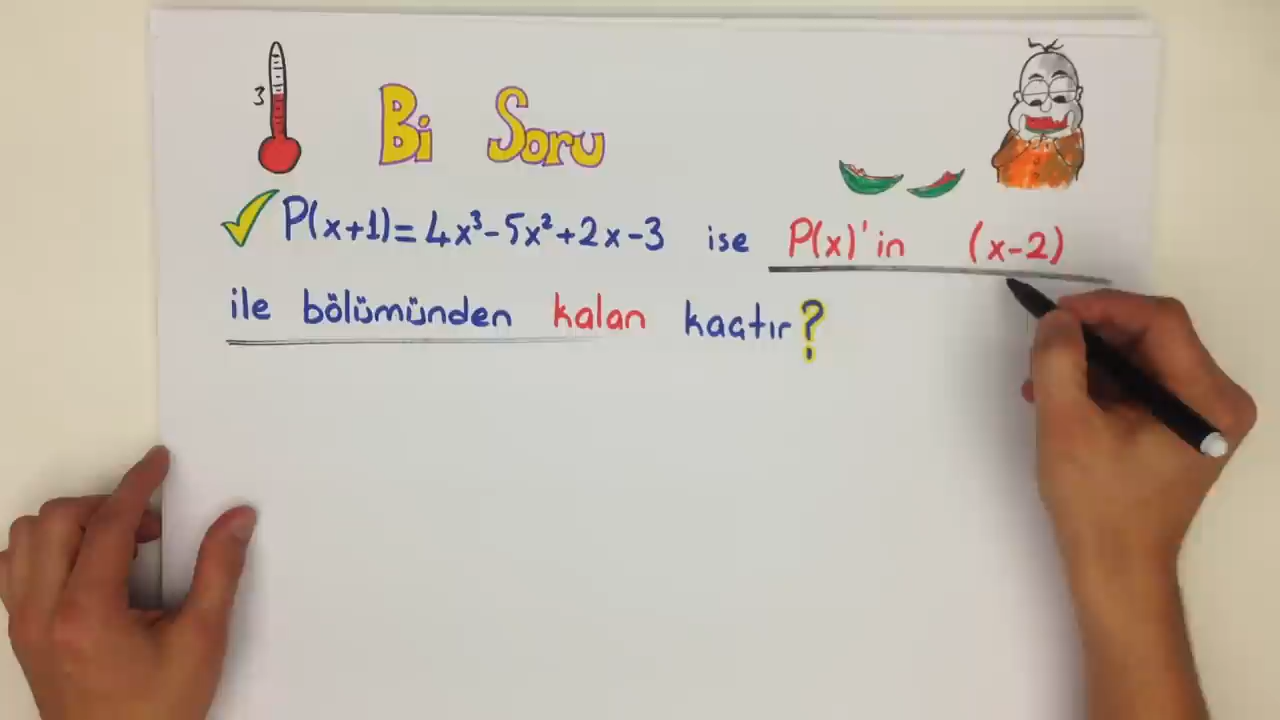 3
Bi Soru
P(x+1)=4x³-5x²+2x-3 ise P(x)'in (x-2)
ile bölümünden kalan kaçtır?